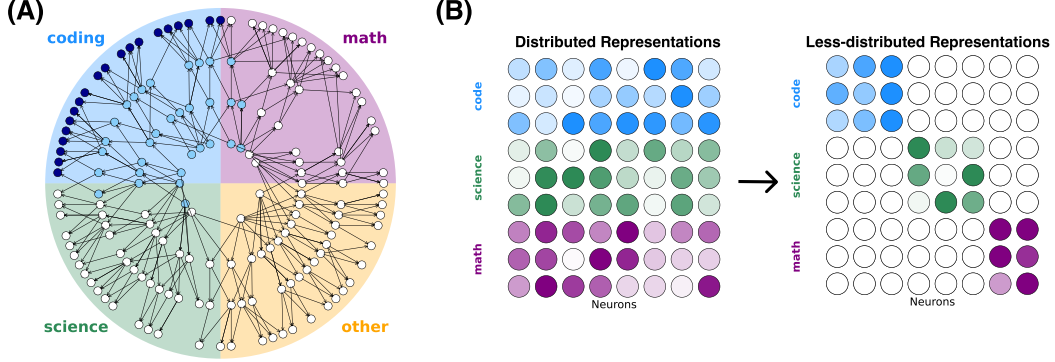 (A)
coding
math
science
other
(B)
Distributed Representations
code
science
math
Neurons
Less-distributed Representations
code
science
math
Neurons